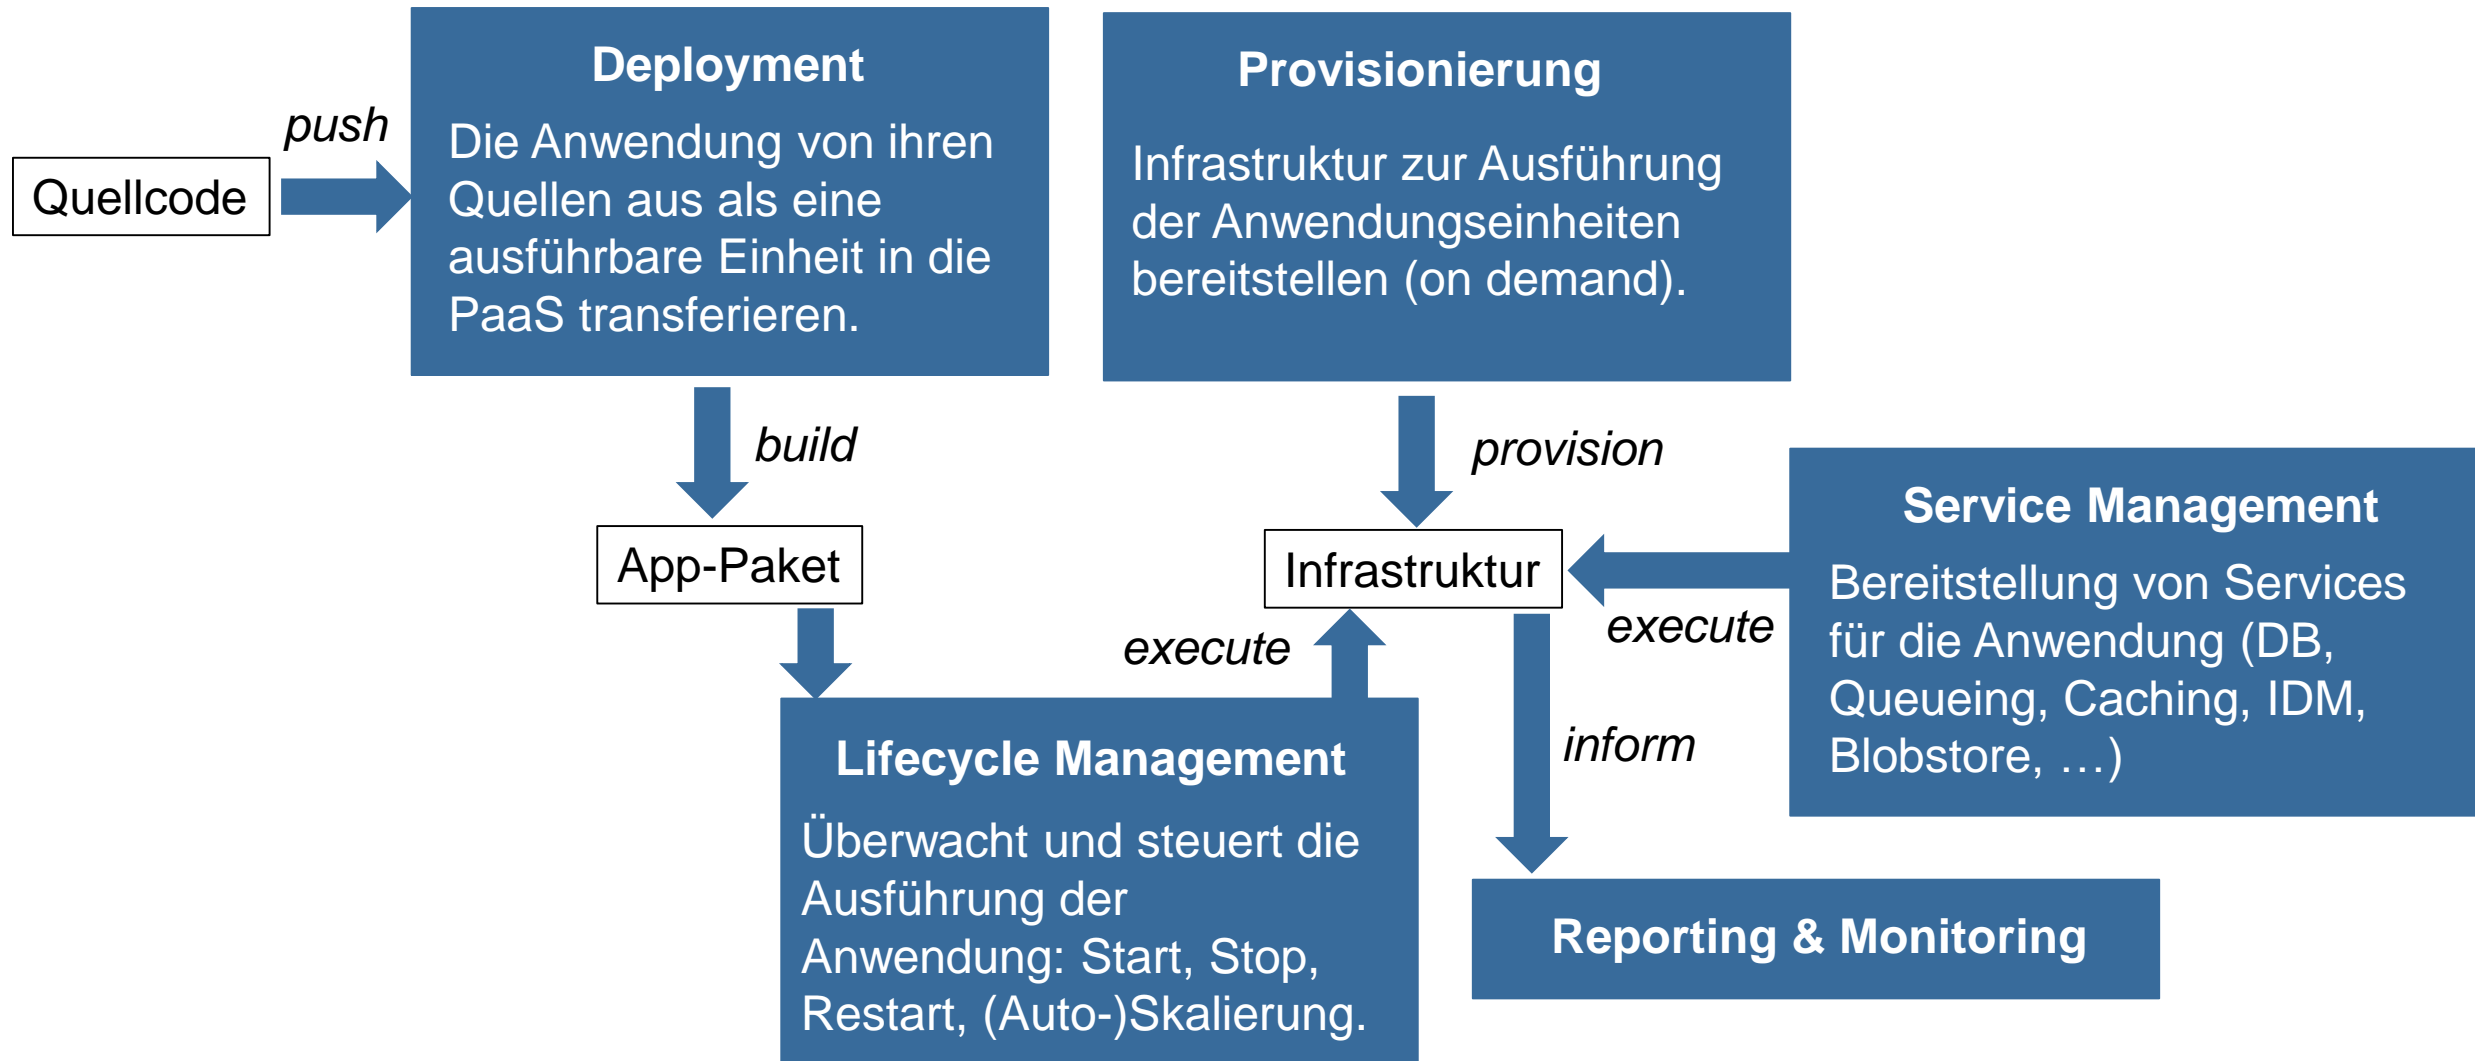 Deployment
Die Anwendung von ihren
Quellen aus als eine
ausführbare Einheit in die
PaaS transferieren.
Provisionierung
Infrastruktur zur Ausführung
der Anwendungseinheiten
bereitstellen (on demand).
push
Quellcode
build
provision
App-Paket
Infrastruktur
Service Management
Bereitstellung von Services
für die Anwendung (DB,
Queueing, Caching, IDM,
Blobstore, …)
execute
execute
inform
Lifecycle Management
Überwacht und steuert die
Ausführung der
Anwendung: Start, Stop,
Restart, (Auto-)Skalierung.
Reporting & Monitoring